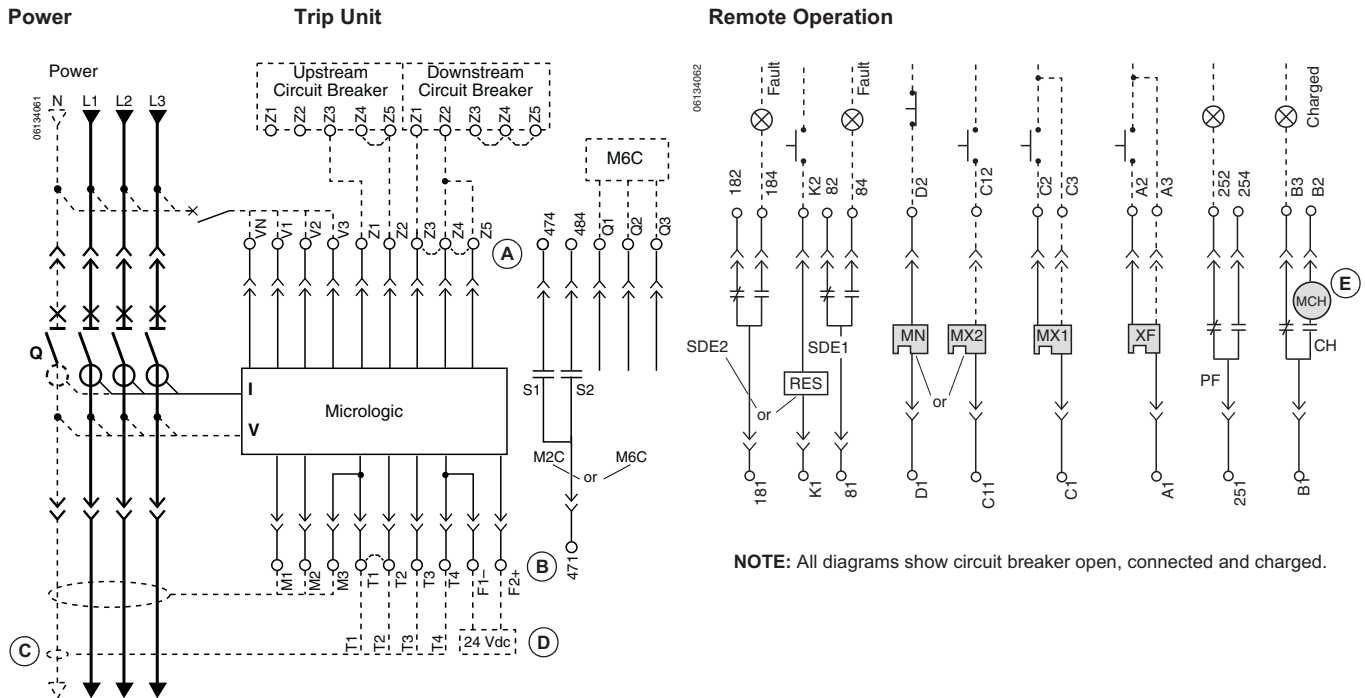 Power
Trip Unit
Remote Operation
06134061
Power
N L1 L2 L3
Upstream
Circuit Breaker
Downstream
Circuit Breaker
Z1 Z2 Z3 Z4 Z5 Z1 Z2 Z3 Z4 Z5
M6C
VN V1 V2 V3 Z1 Z2 Z3 Z4 Z5
A
474 484 Q1 Q2 Q3
Q
I
V
Micrologic
S1 S2
M2C or M6C
471
M1 M2 M3 T1 T2 T3 T4 F1– F2+
B
T1 T2 T3 T4
24 Vdc
D
C
06134062
Fault
Fault
Charged
182 184 K2 82 84 D2 C12 C2 C3 A2 A3 252 254 B3 B2
E
MCH
SDE2
SDE1
MN
MX2
MX1
XF
CH
PF
RES
or
or
181 K1 81 D1 C11 C1 A1 251 B1
NOTE: All diagrams show circuit breaker open, connected and charged.